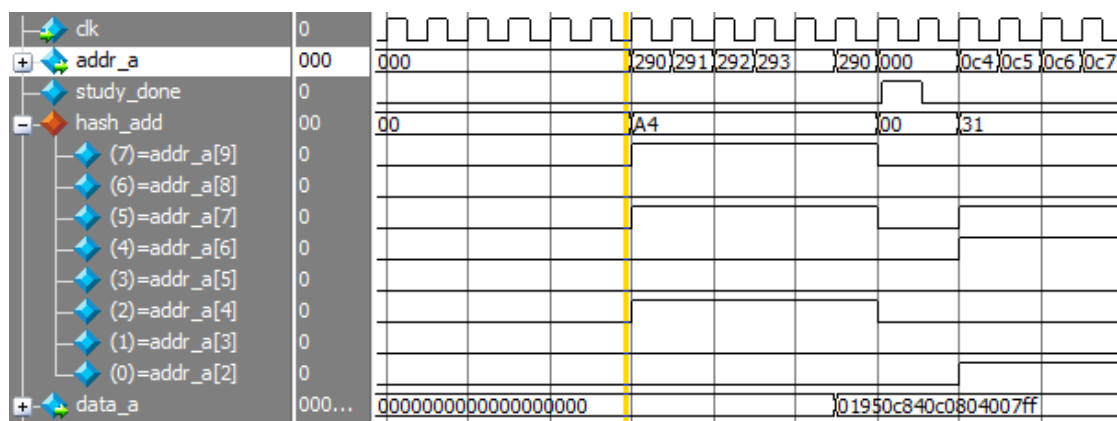 clk 0
addr_a 000 000 290 291 292 293 290 000 0c4 0c5 0c6 0c7
study_done 0
hash_add 00 00 A4 00 31
(7)=addr_a[9] 0
(6)=addr_a[8] 0
(5)=addr_a[7] 0
(4)=addr_a[6] 0
(3)=addr_a[5] 0
(2)=addr_a[4] 0
(1)=addr_a[3] 0
(0)=addr_a[2] 0
data_a 000... 00000000000000000000 01950c840c0804007ff